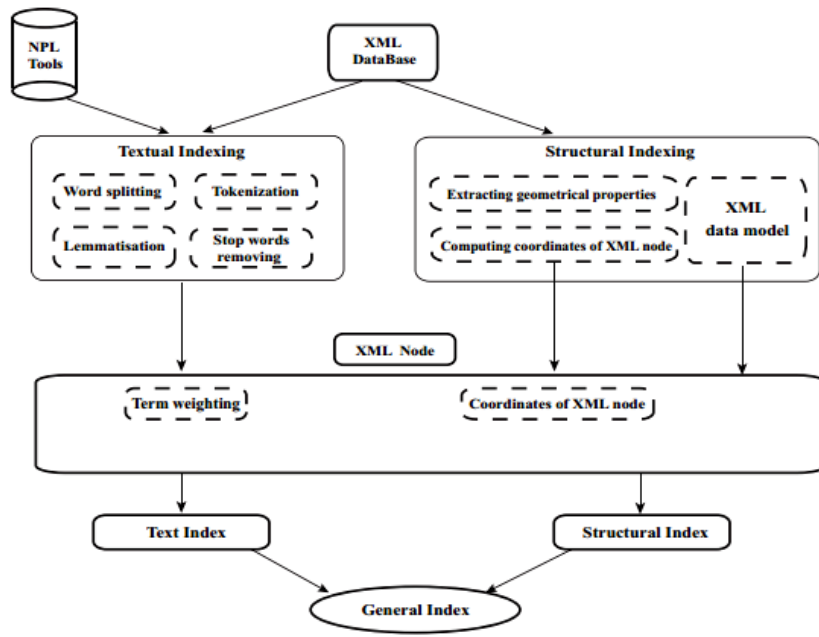 NPL
Tools
XML
DataBase
Textual Indexing
Word splitting
Tokenization
Lemmatisation
Stop words
removing
Structural Indexing
Extracting geometrical properties
Computing coordinates of XML node
XML
data model
XML Node
Term weighting
Coordinates of XML node
Text Index
Structural Index
General Index